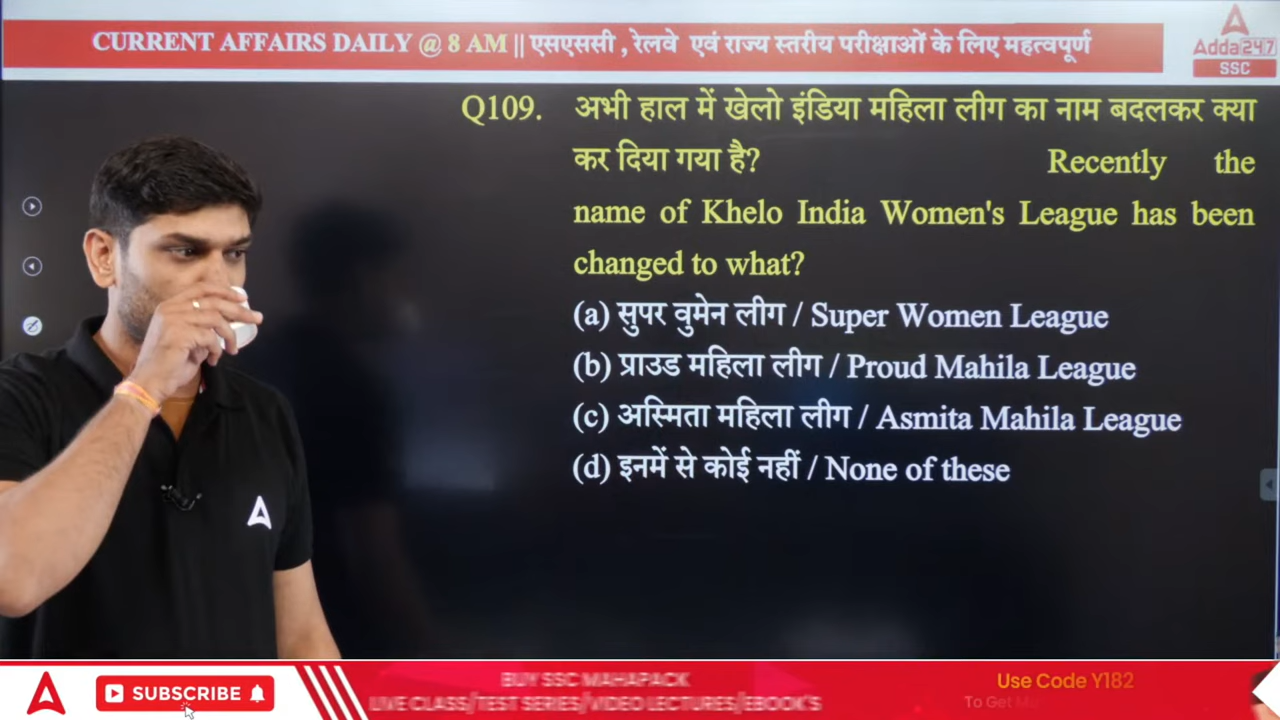 CURRENT AFFAIRS DAILY @ 8 AM || एसएससी , रेलवे एवं राज्य स्तरीय परीक्षाओं के लिए महत्वपूर्ण
Adda247
SSC
Q109. अभी हाल में खेलो इंडिया महिला लीग का नाम बदलकर क्या
कर दिया गया है? Recently the
name of Khelo India Women's League has been
changed to what?
(a) सुपर वुमेन लीग / Super Women League
(b) प्राउड महिला लीग / Proud Mahila League
(c) अस्मिता महिला लीग / Asmita Mahila League
(d) इनमें से कोई नहीं / None of these
SUBSCRIBE
BUY SSC MAHAPACK
LIVE CLASS/TEST SERIES/VIDEO LECTURES/EBOOK'S
Use Code Y182
To Get